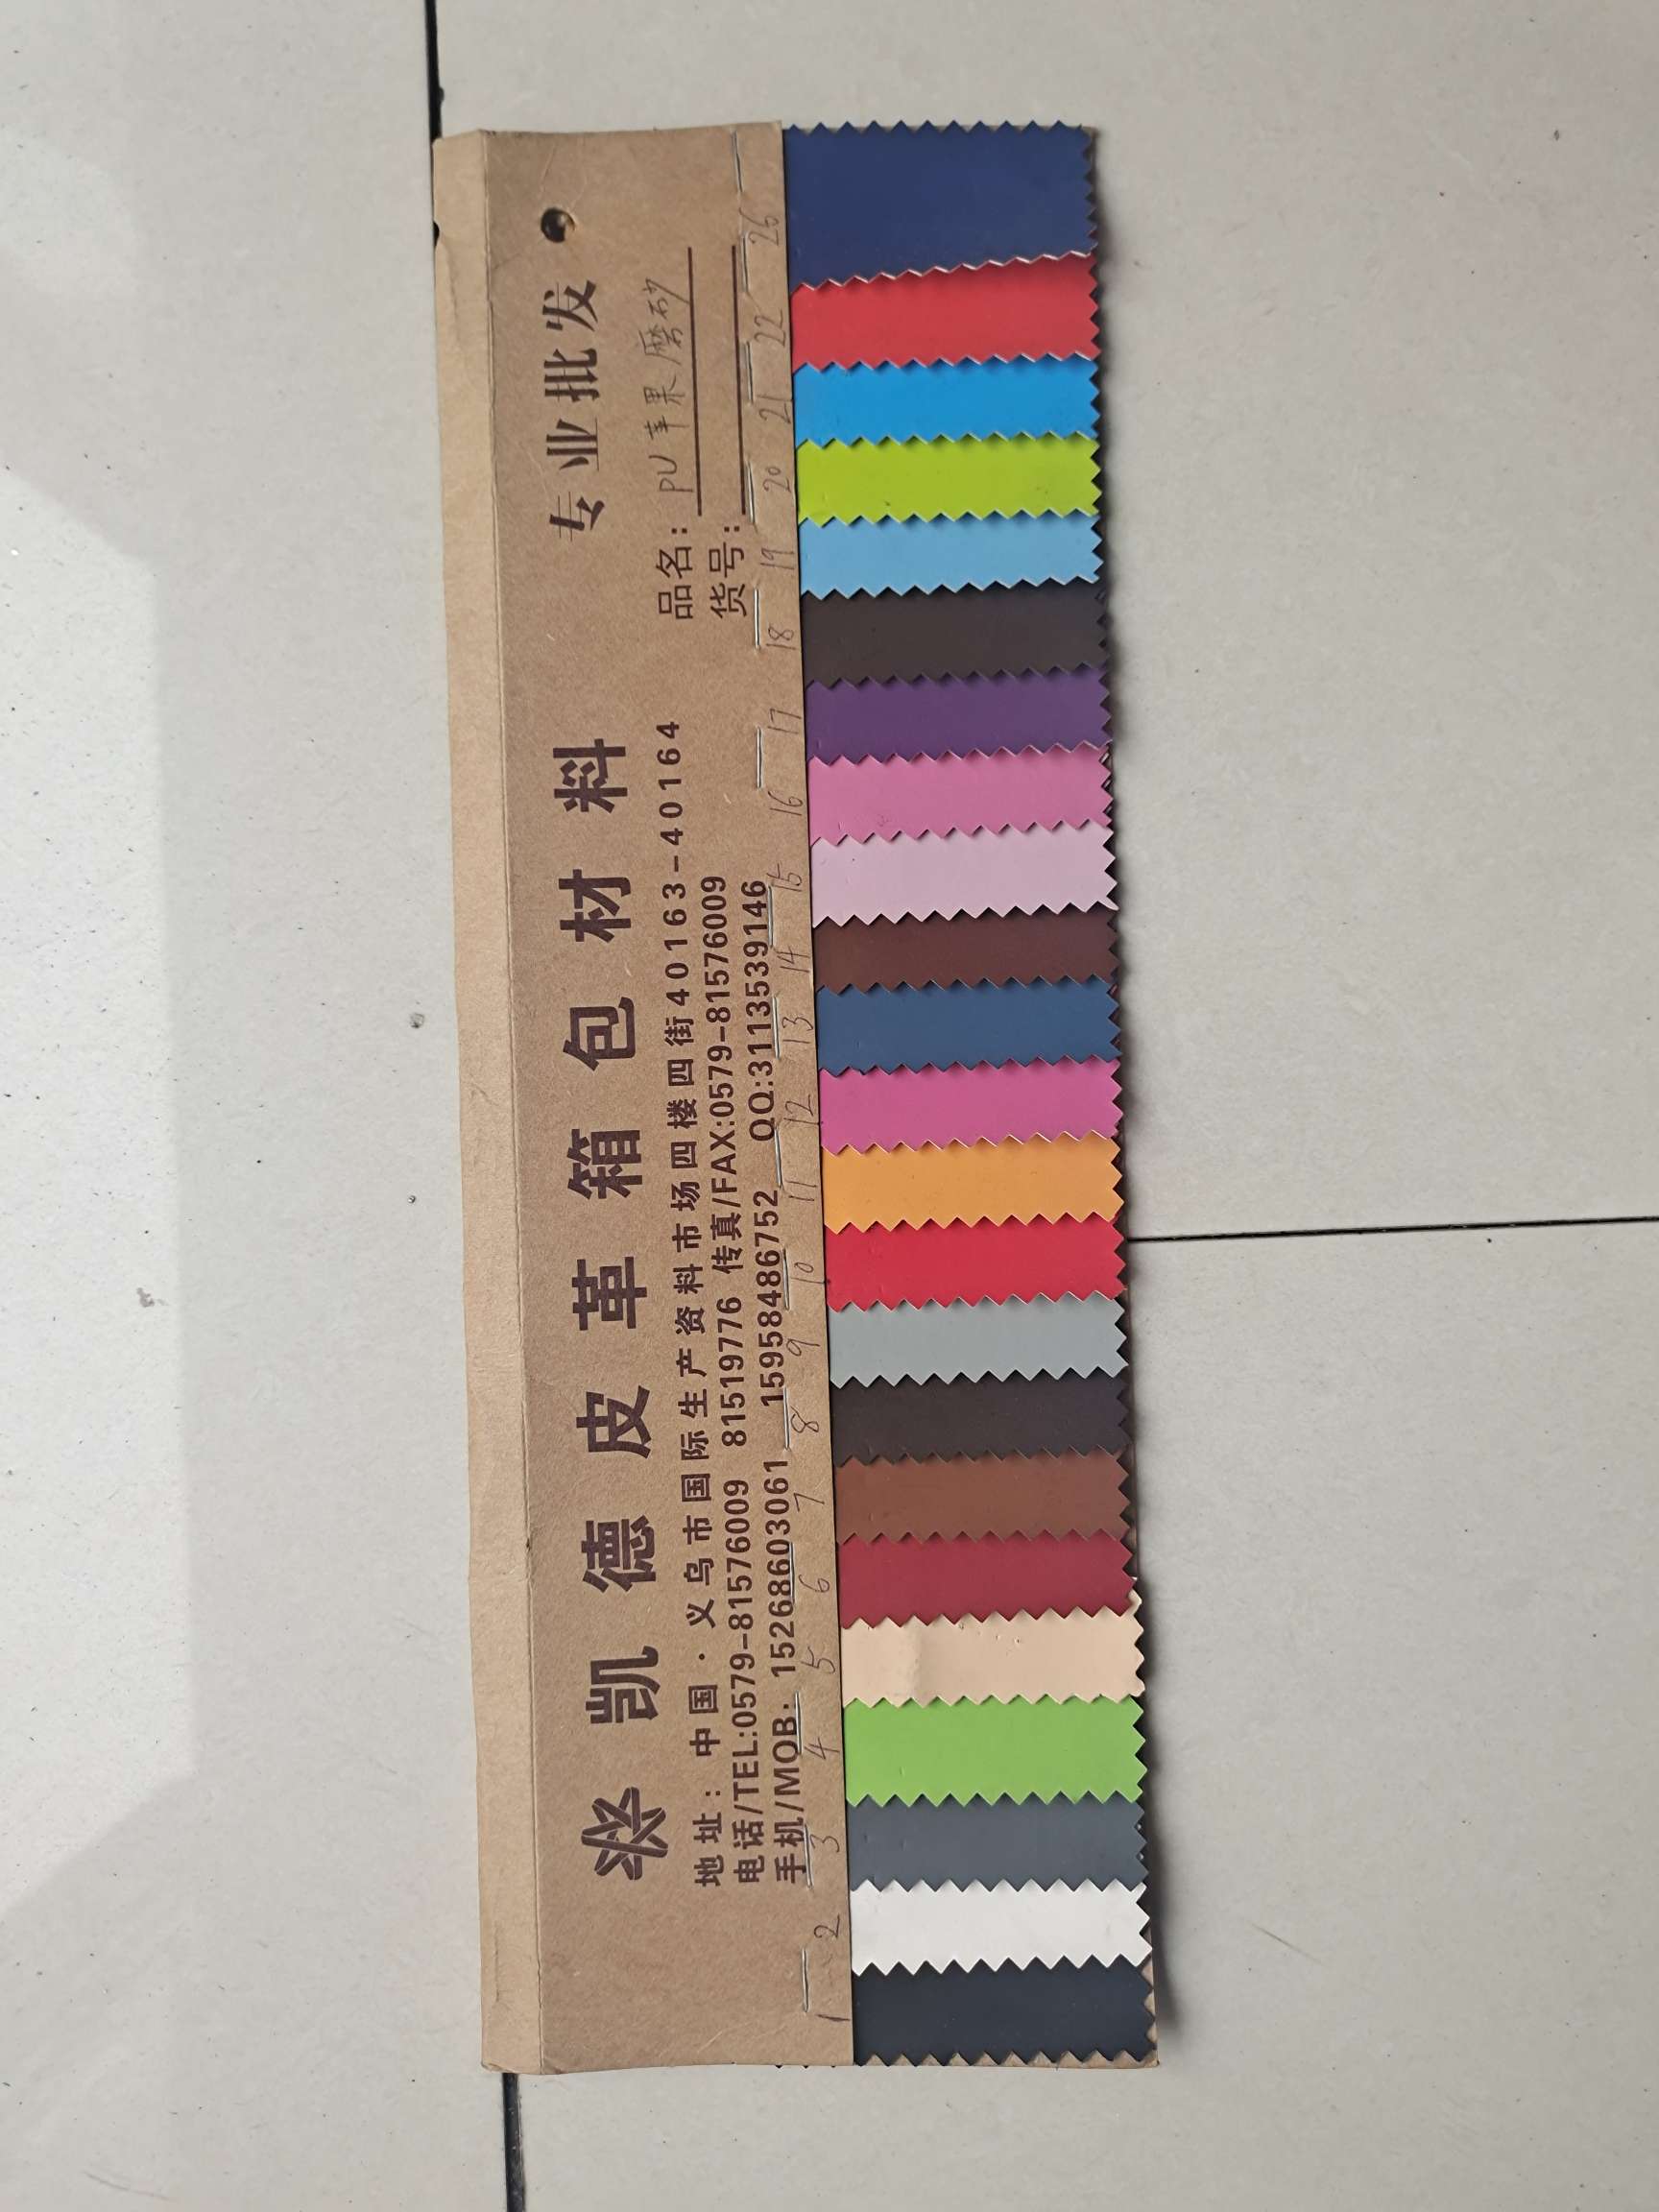 凯德皮革箱包材料
专业批发
地址：中国·义乌市国际生产资料市场四楼四街40163-40164
电话/TEL:0579-81576009 81519776 传真/FAX:0579-81576009
手机/MOB: 15268603061 15958486752 QQ:3113539146
品名: PU苹果磨砂
货号:
1 2 3 4 5 6 7 8 9 10 11 12 13 14 15 16 17 18 19 20 21 22 26